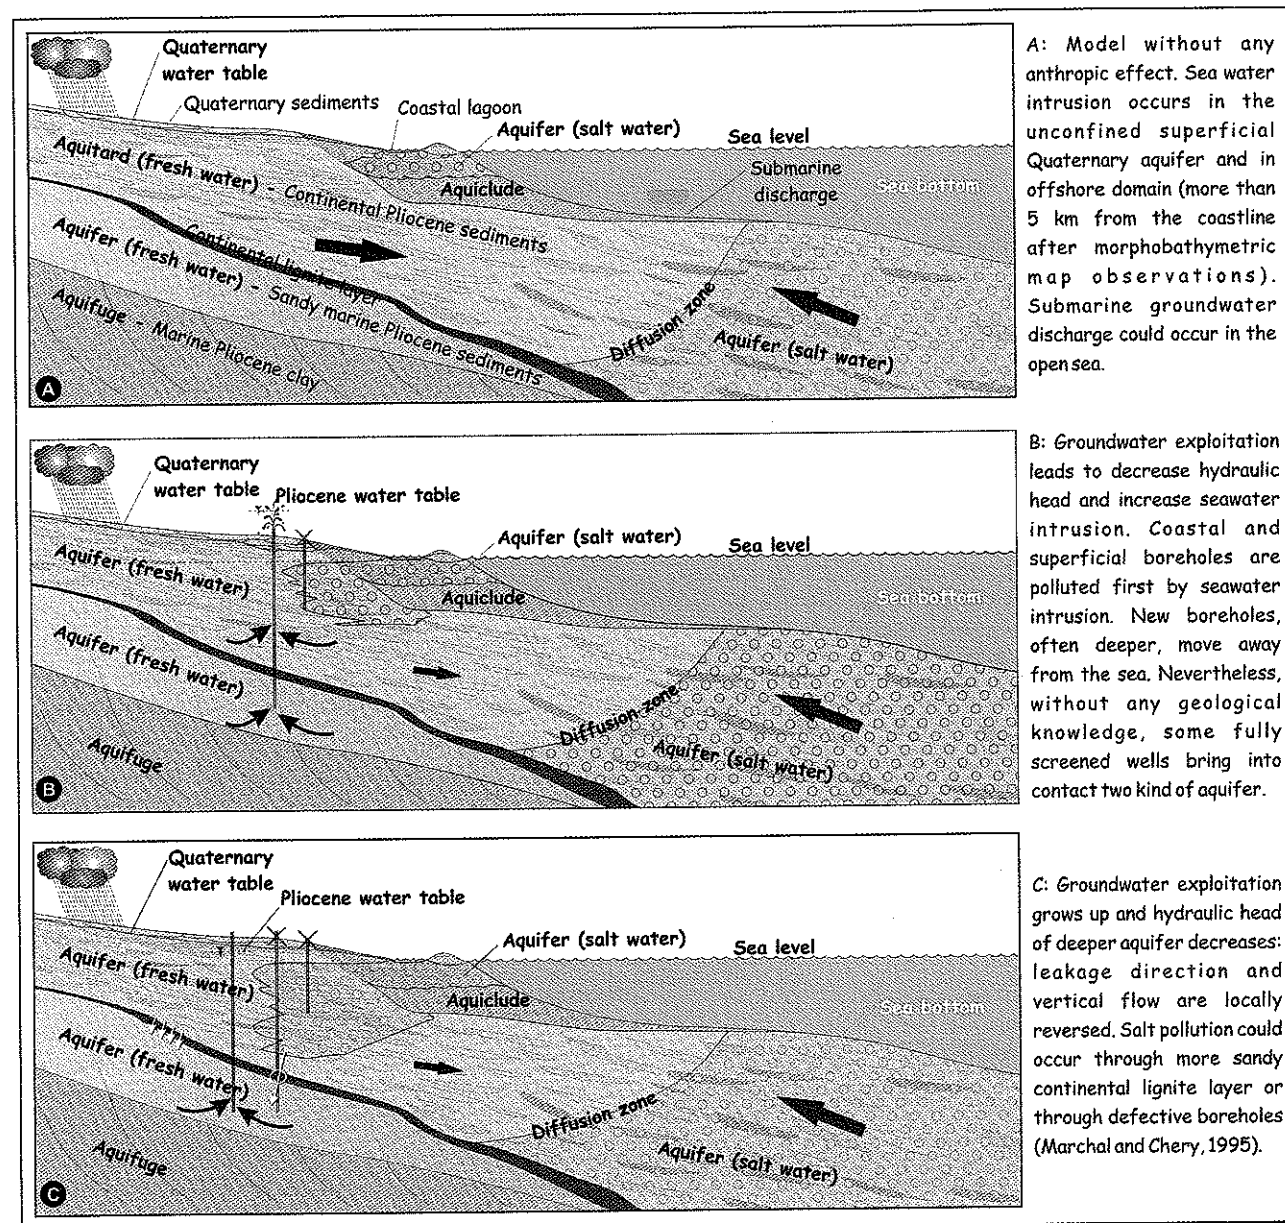 Quaternary
water table
Quaternary sediments
Coastal lagoon
Aquifer (salt water)
Sea level
Submarine
discharge
Sea bottom
Aquiclude
Aquitard (fresh water) - Continental Pliocene sediments
Continental lignite layer
Aquifer (fresh water) - Sandy marine Pliocene sediments
Aquifuge - Marine Pliocene clay
Diffusion zone
Aquifer (salt water)
A
A: Model without any
anthropic effect. Sea water
intrusion occurs in the
unconfined superficial
Quaternary aquifer and in
offshore domain (more than
5 km from the coastline
after morphobathymetric
map observations).
Submarine groundwater
discharge could occur in the
open sea.
Quaternary
water table
Pliocene water table
Aquifer (salt water)
Sea level
Sea bottom
Aquifer (fresh water)
Aquiclude
Aquifer (fresh water)
Aquifuge
Diffusion zone
Aquifer (salt water)
B
B: Groundwater exploitation
leads to decrease hydraulic
head and increase seawater
intrusion. Coastal and
superficial boreholes are
polluted first by seawater
intrusion. New boreholes,
often deeper, move away
from the sea. Nevertheless,
without any geological
knowledge, some fully
screened wells bring into
contact two kind of aquifer.
Quaternary
water table
Pliocene water table
Aquifer (salt water)
Sea level
Sea bottom
Aquifer (fresh water)
Aquiclude
Aquifer (fresh water)
Aquifuge
Diffusion zone
Aquifer (salt water)
C
C: Groundwater exploitation
grows up and hydraulic head
of deeper aquifer decreases:
leakage direction and
vertical flow are locally
reversed. Salt pollution could
occur through more sandy
continental lignite layer or
through defective boreholes
(Marchal and Chery, 1995).